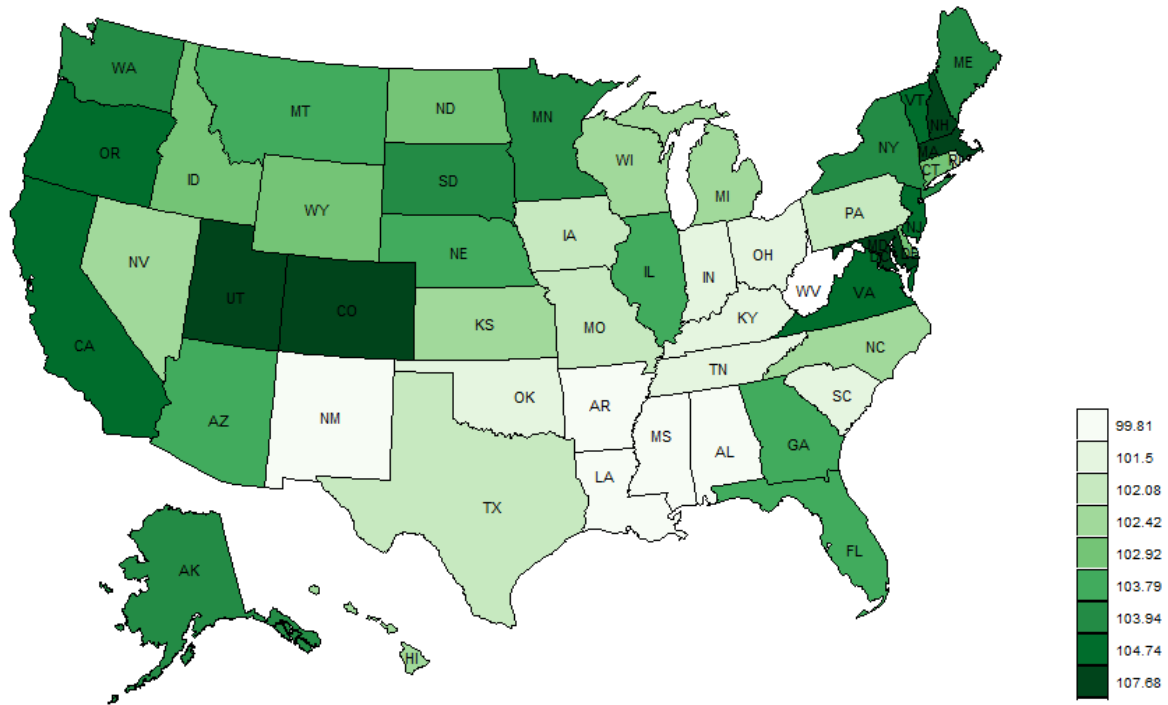 ME
WA
VT
MT
ND
MN
NH
OR
NY
MA
WI
SD
RI
CT
ID
MI
WY
PA
NJ
IA
NE
MD
DE
OH
DC
NV
IL
IN
UT
WV
VA
CO
KS
KY
MO
CA
NC
TN
OK
SC
AR
NM
AZ
MS
GA
AL
LA
TX
FL
AK
HI
99.81
101.5
102.08
102.42
102.92
103.79
103.94
104.74
107.68